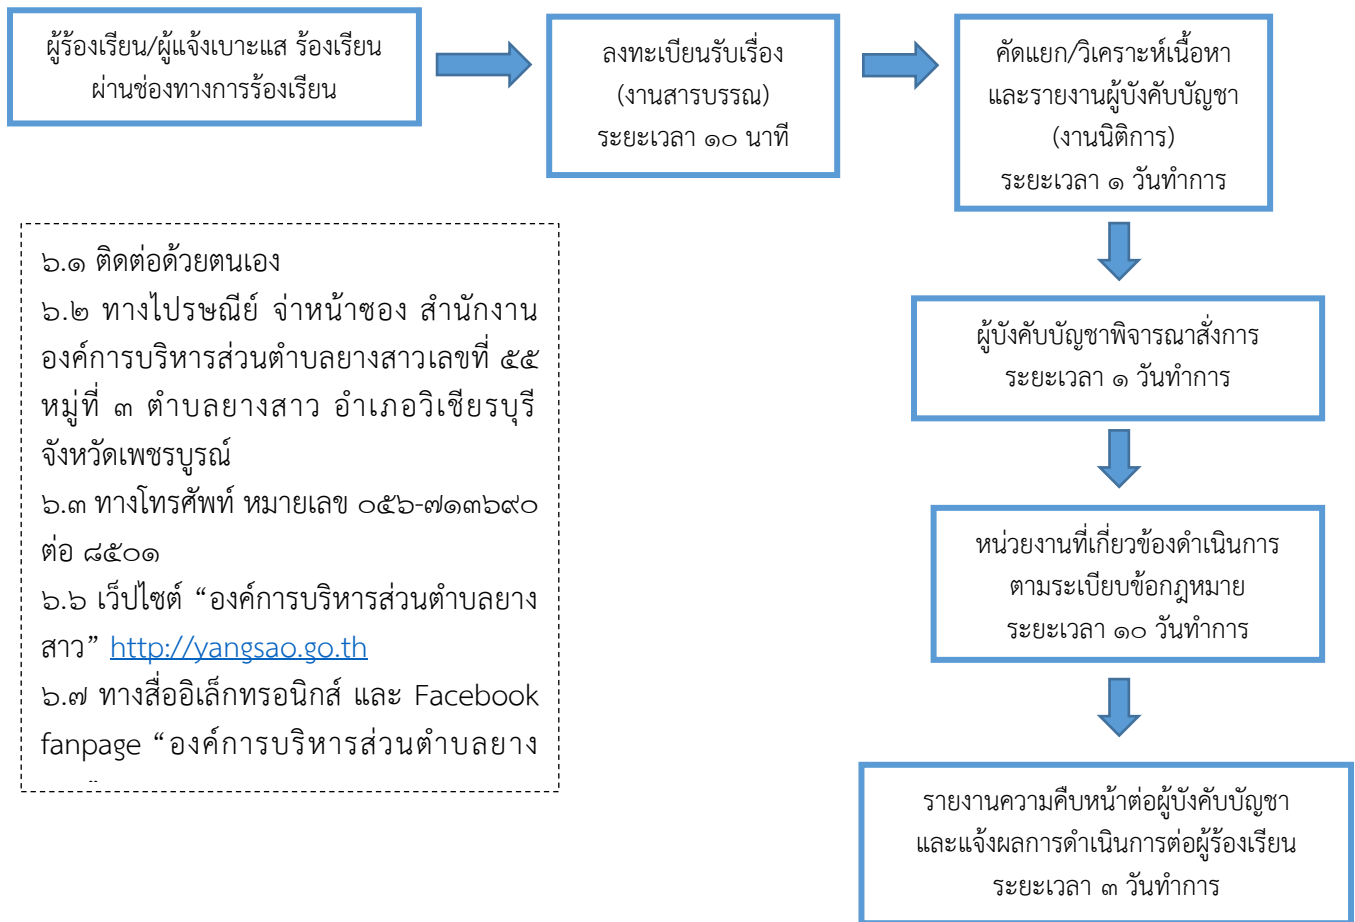 ผู้ร้องเรียน/ผู้แจ้งเบาะแส ร้องเรียน
ผ่านช่องทางการร้องเรียน
ลงทะเบียนรับเรื่อง
(งานสารบรรณ)
ระยะเวลา ๑๐ นาที
คัดแยก/วิเคราะห์เนื้อหา
และรายงานผู้บังคับบัญชา
(งานนิติการ)
ระยะเวลา ๑ วันทำการ
๖.๑ ติดต่อด้วยตนเอง
๖.๒ ทางไปรษณีย์ จ่าหน้าซอง สำนักงาน
องค์การบริหารส่วนตำบลยางสาวเลขที่ ๕๕
หมู่ที่ ๓ ตำบลยางสาว อำเภอวิเชียรบุรี
จังหวัดเพชรบูรณ์
๖.๓ ทางโทรศัพท์ หมายเลข ๐๕๖-๗๑๓๖๙๐
ต่อ ๘๕๐๑
๖.๖ เว็ปไซต์ “องค์การบริหารส่วนตำบลยาง
สาว” http://yangsao.go.th
๖.๗ ทางสื่ออิเล็กทรอนิกส์ และ Facebook
fanpage “องค์การบริหารส่วนตำบลยาง
ผู้บังคับบัญชาพิจารณาสั่งการ
ระยะเวลา ๑ วันทำการ
หน่วยงานที่เกี่ยวข้องดำเนินการ
ตามระเบียบข้อกฎหมาย
ระยะเวลา ๑๐ วันทำการ
รายงานความคืบหน้าต่อผู้บังคับบัญชา
และแจ้งผลการดำเนินการต่อผู้ร้องเรียน
ระยะเวลา ๓ วันทำการ